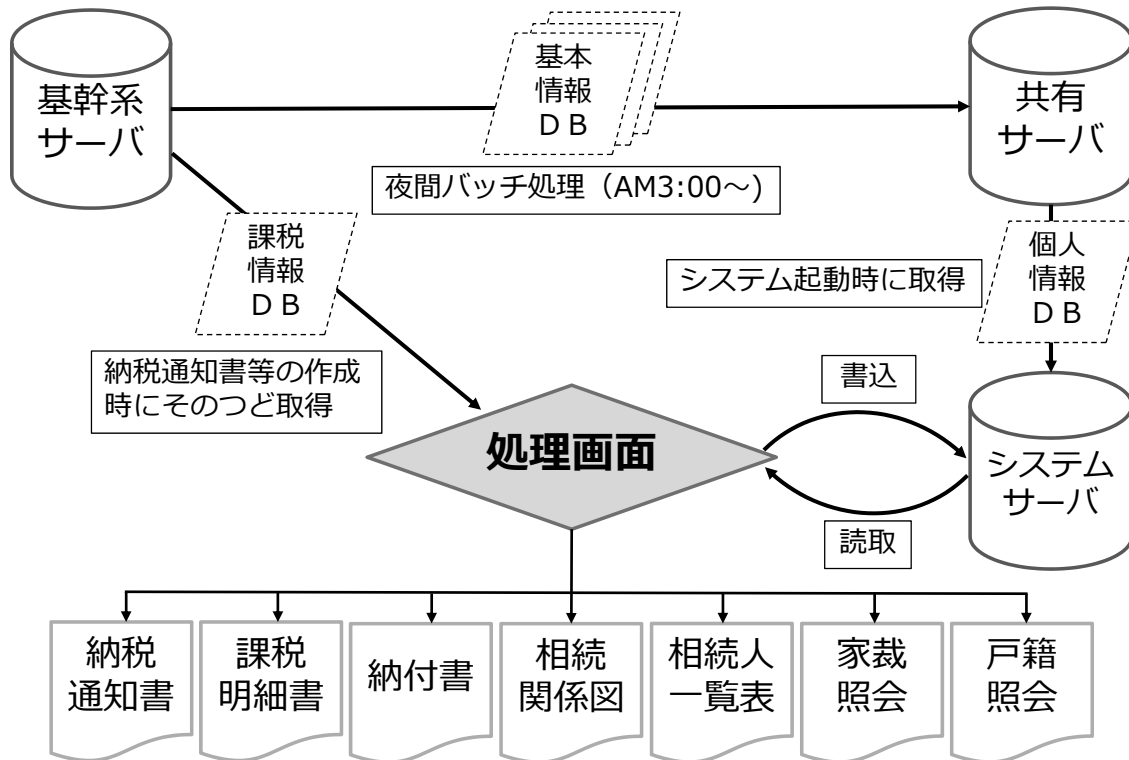 基幹系
サーバ
基本
情報
ＤＢ
共有
サーバ
夜間バッチ処理（AM3:00～)
課税
情報
ＤＢ
システム起動時に取得
個人
情報
ＤＢ
納税通知書等の作成
時にそのつど取得
書込
処理画面
システム
サーバ
読取
納税
通知書
課税
明細書
納付書
相続
関係図
相続人
一覧表
家裁
照会
戸籍
照会